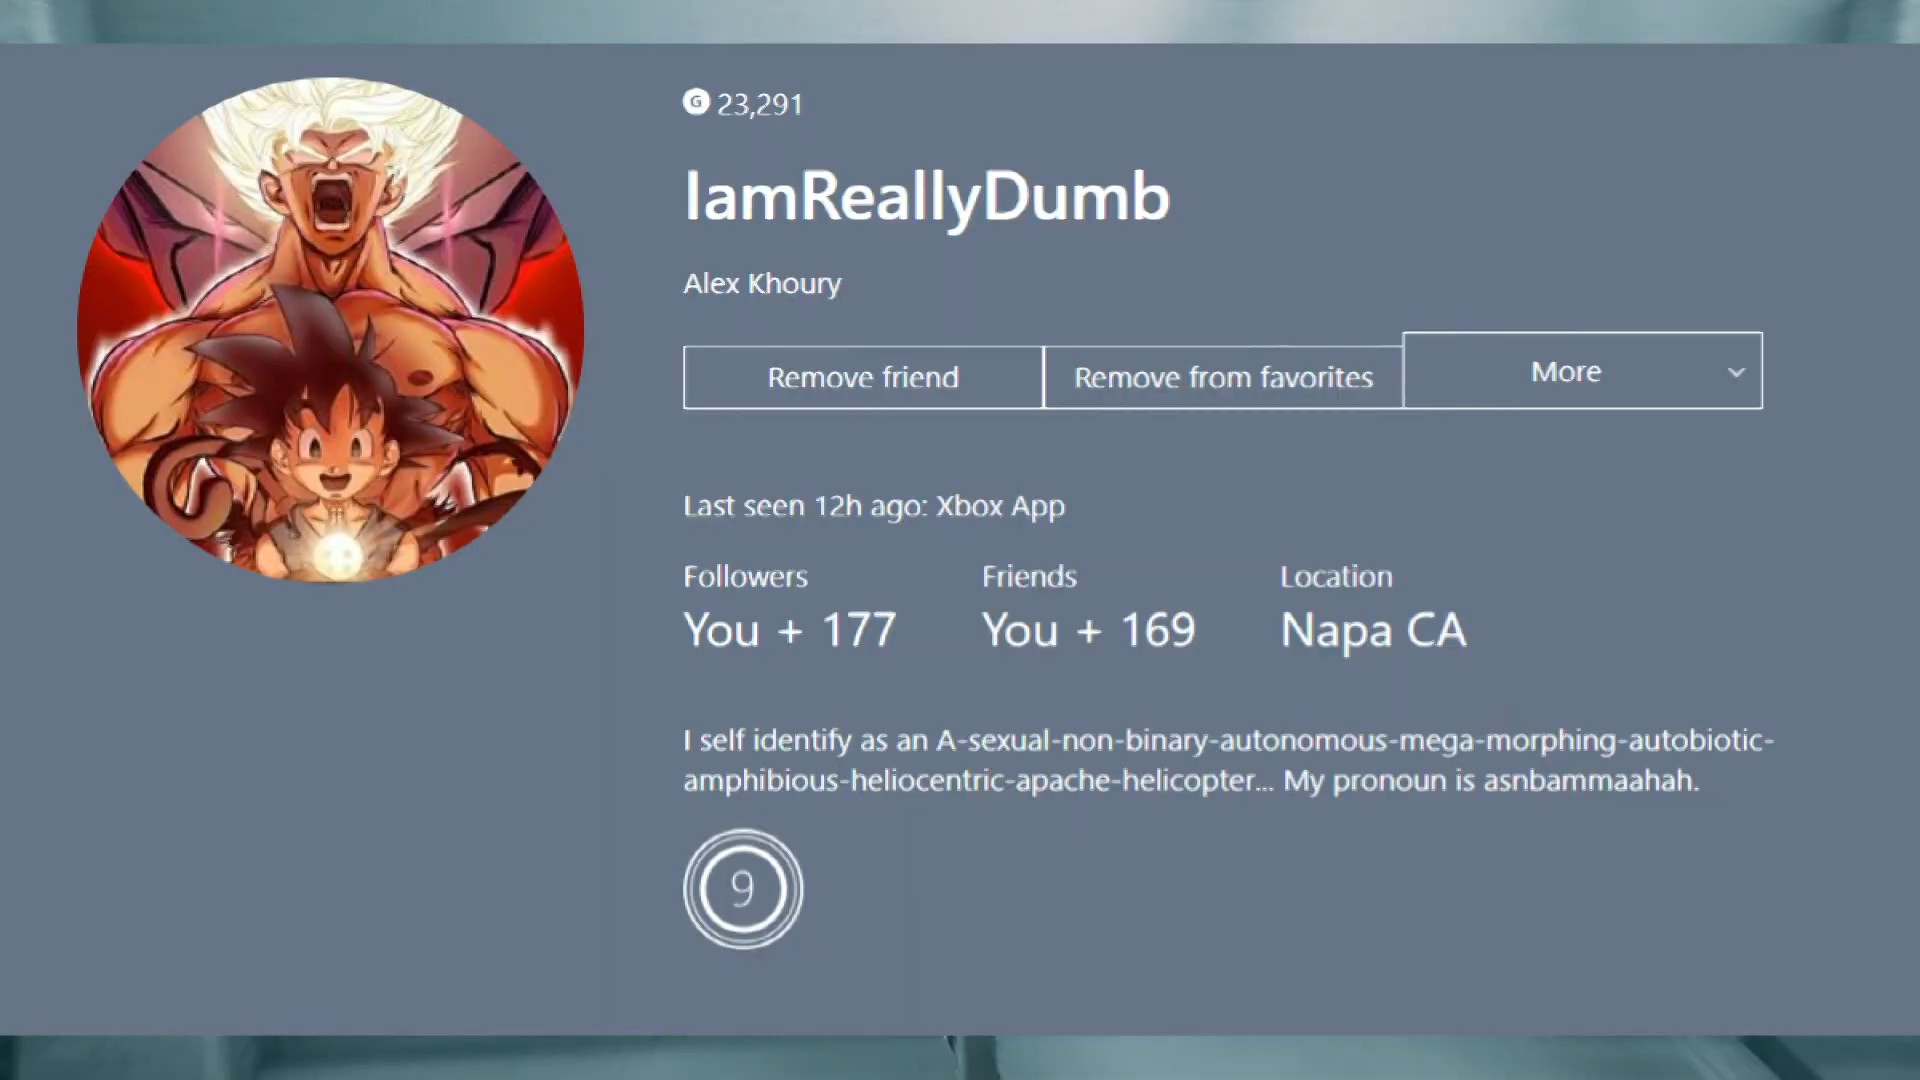 G 23,291
IamReallyDumb
Alex Khoury
Remove friend Remove from favorites More
Last seen 12h ago: Xbox App
Followers Friends Location
You + 177 You + 169 Napa CA
I self identify as an A-sexual-non-binary-autonomous-mega-morphing-autobiotic-
amphibious-heliocentric-apache-helicopter... My pronoun is asnbammaahah.
9